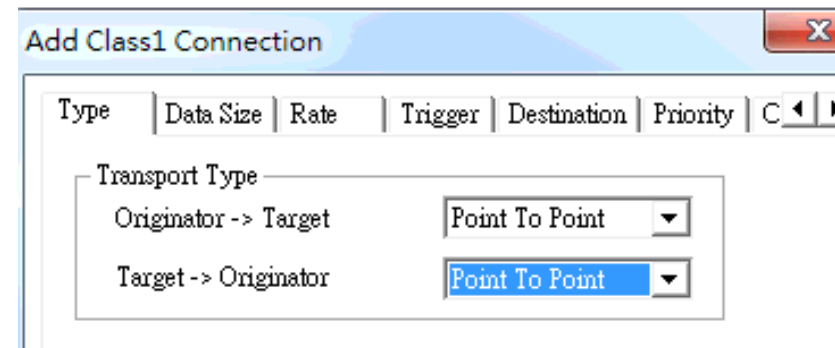 Add Class1 Connection
Type Data Size Rate Trigger Destination Priority C
Transport Type
Originator -> Target Point To Point
Target -> Originator Point To Point